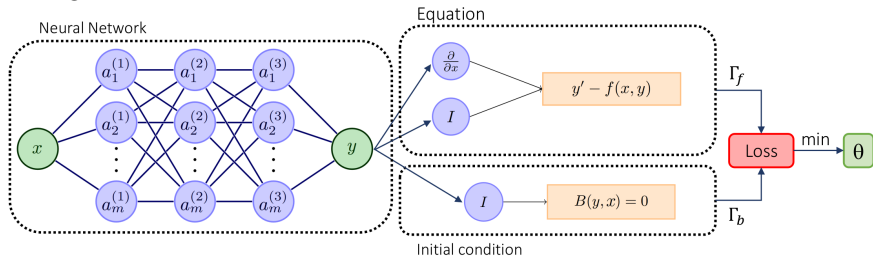 Neural Network
Equation
x
a_1^{(1)} a_1^{(2)} a_1^{(3)}
a_2^{(1)} a_2^{(2)} a_2^{(3)}
⋮ ⋮ ⋮
a_m^{(1)} a_m^{(2)} a_m^{(3)}
y
∂/∂x
I
y′ − f(x, y)
Γ_f
I
B(y, x) = 0
Γ_b
Loss
min
θ
Initial condition